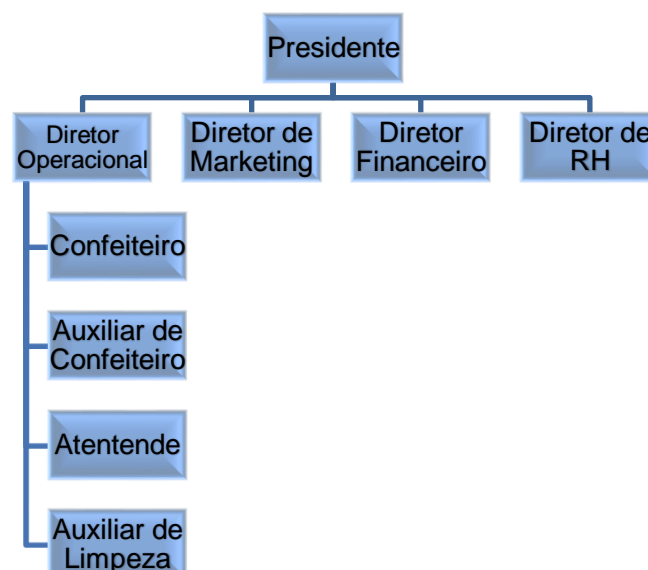 Presidente
Diretor
Operacional
Diretor de
Marketing
Diretor
Financeiro
Diretor de
RH
Confeiteiro
Auxiliar de
Confeiteiro
Atentende
Auxiliar de
Limpeza